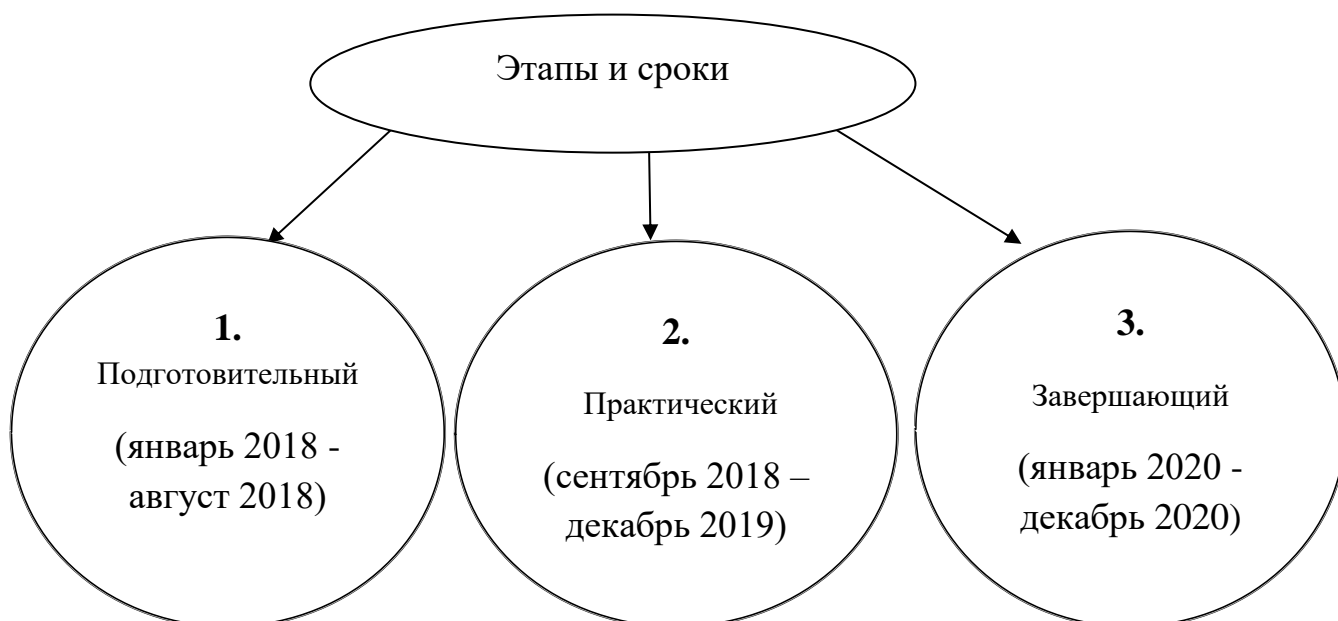 Этапы и сроки
1.
Подготовительный
(январь 2018 -
август 2018)
2.
Практический
(сентябрь 2018 –
декабрь 2019)
3.
Завершающий
(январь 2020 -
декабрь 2020)